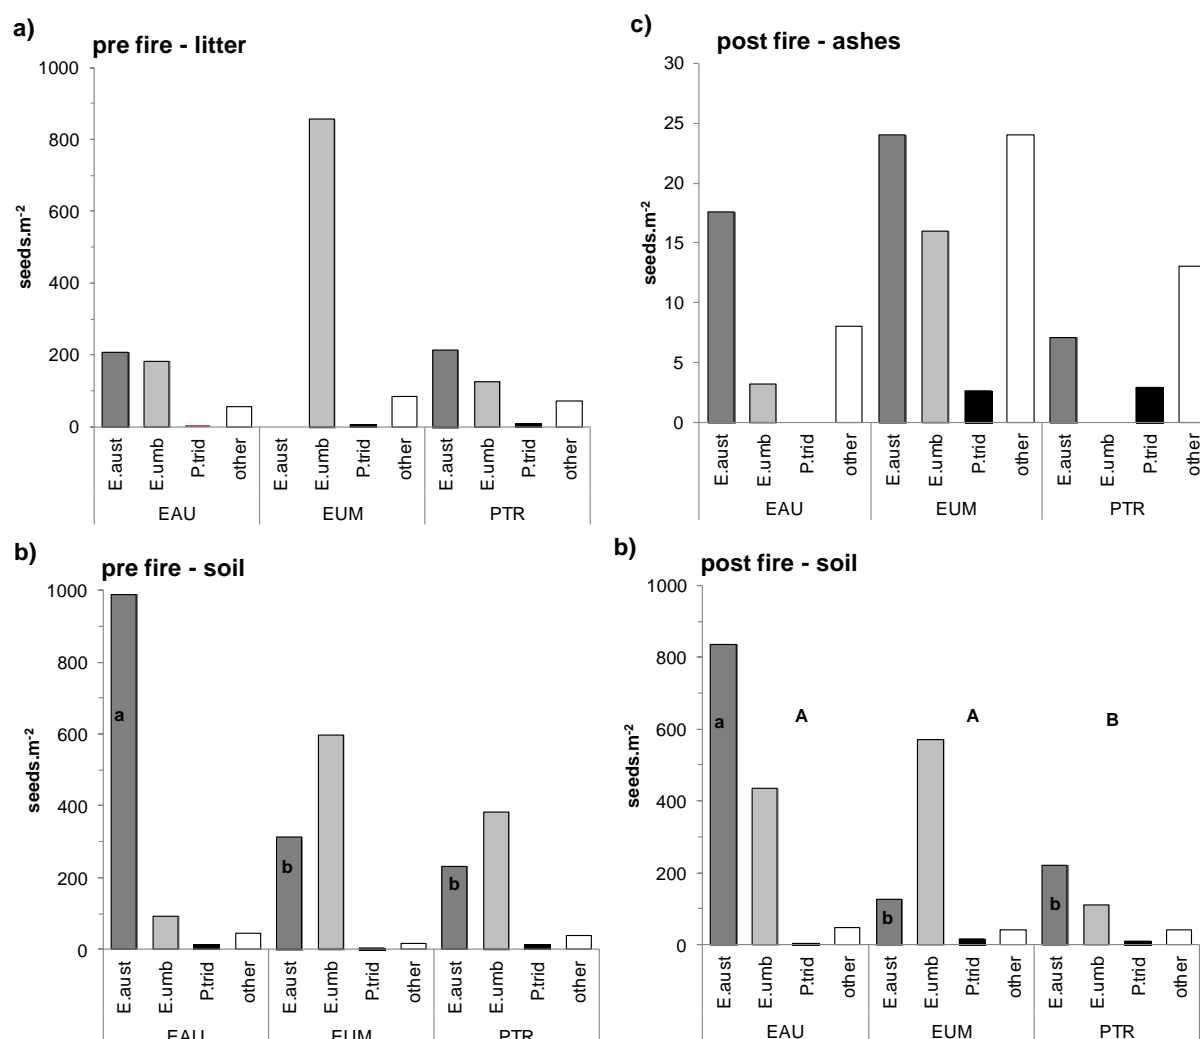 a)
pre fire - litter
1000
800
600
400
200
0
seeds.m-2
E.aust E.umb P.trid other E.aust E.umb P.trid other E.aust E.umb P.trid other
EAU EUM PTR
c)
post fire - ashes
30
25
20
15
10
5
0
seeds.m-2
E.aust E.umb P.trid other E.aust E.umb P.trid other E.aust E.umb P.trid other
EAU EUM PTR
b)
pre fire - soil
1000
800
600
400
200
0
seeds.m-2
a
b
b
E.aust E.umb P.trid other E.aust E.umb P.trid other E.aust E.umb P.trid other
EAU EUM PTR
b)
post fire - soil
1000
800
600
400
200
0
seeds.m-2
A A B
a
b
b
E.aust E.umb P.trid other E.aust E.umb P.trid other E.aust E.umb P.trid other
EAU EUM PTR